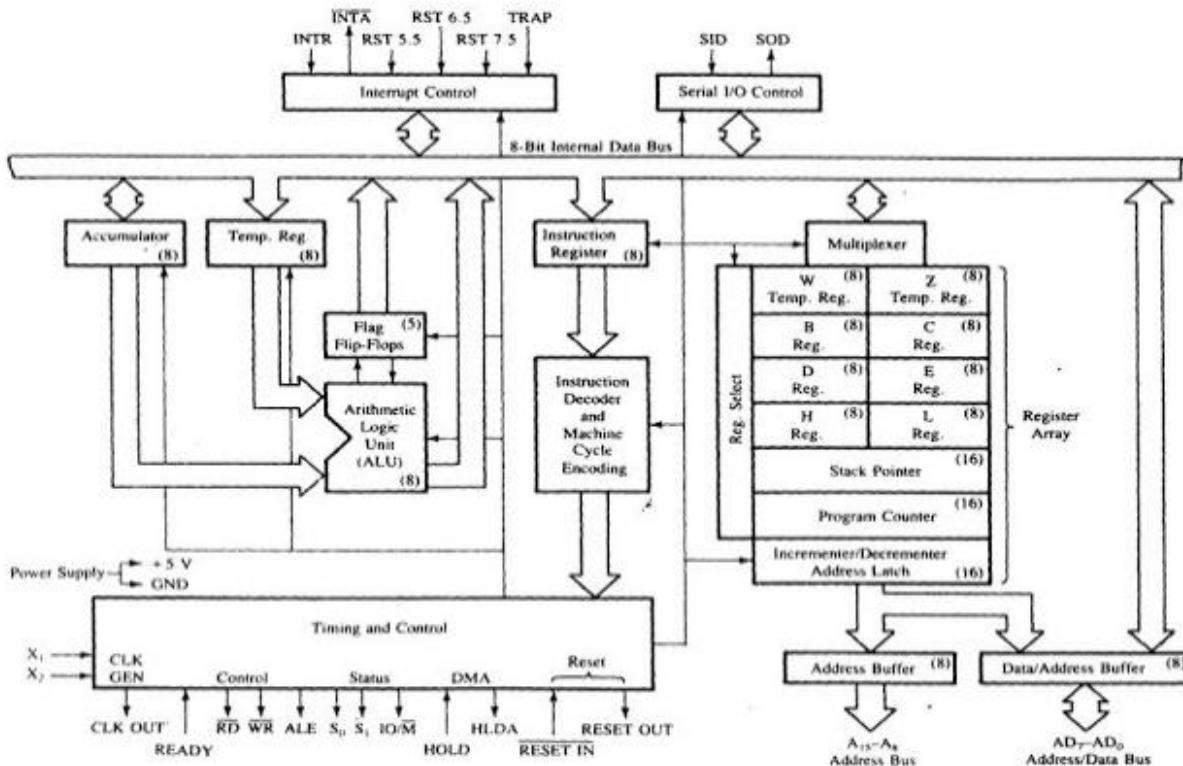 INTA RST 6.5 TRAP
INTR RST 5.5 RST 7.5 SID SOD
Interrupt Control Serial I/O Control
8-Bit Internal Data Bus
Accumulator (8)
Temp. Reg (8)
Instruction Register (8)
Multiplexer
W Temp. Reg. (8)
Z Temp. Reg. (8)
Flag Flip-Flops (5)
B Reg. (8)
C Reg. (8)
D Reg. (8)
E Reg. (8)
H Reg. (8)
L Reg. (8)
Reg. Select
Register Array
Arithmetic Logic Unit (ALU) (8)
Instruction Decoder and Machine Cycle Encoding
Stack Pointer (16)
Program Counter (16)
Incrementer/Decrementer Address Latch (16)
Power Supply
+5 V
GND
Timing and Control
X₁
X₂
CLK GEN
Control Status DMA Reset
CLK OUT
READY
RD WR ALE S₀ S₁ IO/M
HOLD
HLDA
RESET IN
RESET OUT
Address Buffer (8)
Data/Address Buffer (8)
A₁₅–A₈
Address Bus
AD₇–AD₀
Address/Data Bus